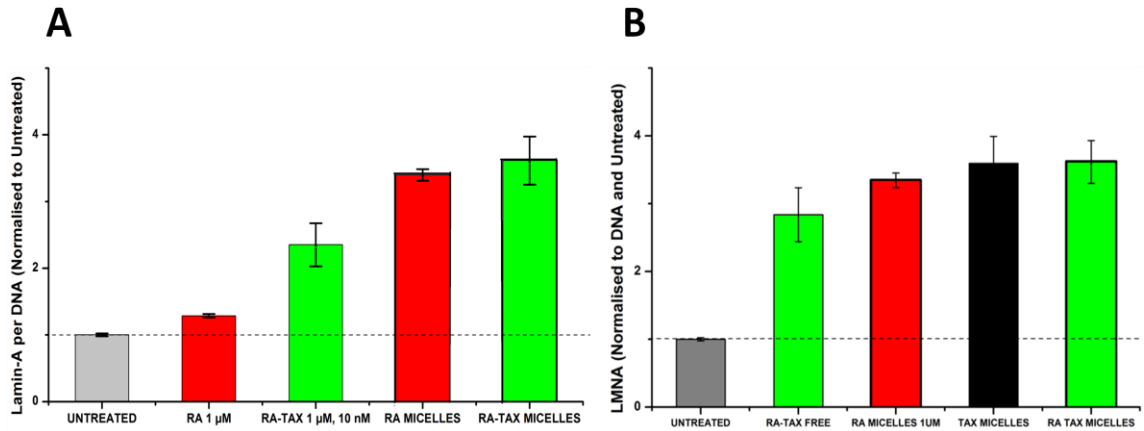 A
Lamin-A per DNA (Normalised to Untreated)
4
2
0
UNTREATED
RA 1 µM
RA-TAX 1 µM, 10 nM
RA MICELLES
RA-TAX MICELLES
B
LMNA (Normalised to DNA and Untreated)
4
2
0
UNTREATED
RA-TAX FREE
RA MICELLES 1UM
TAX MICELLES
RA TAX MICELLES